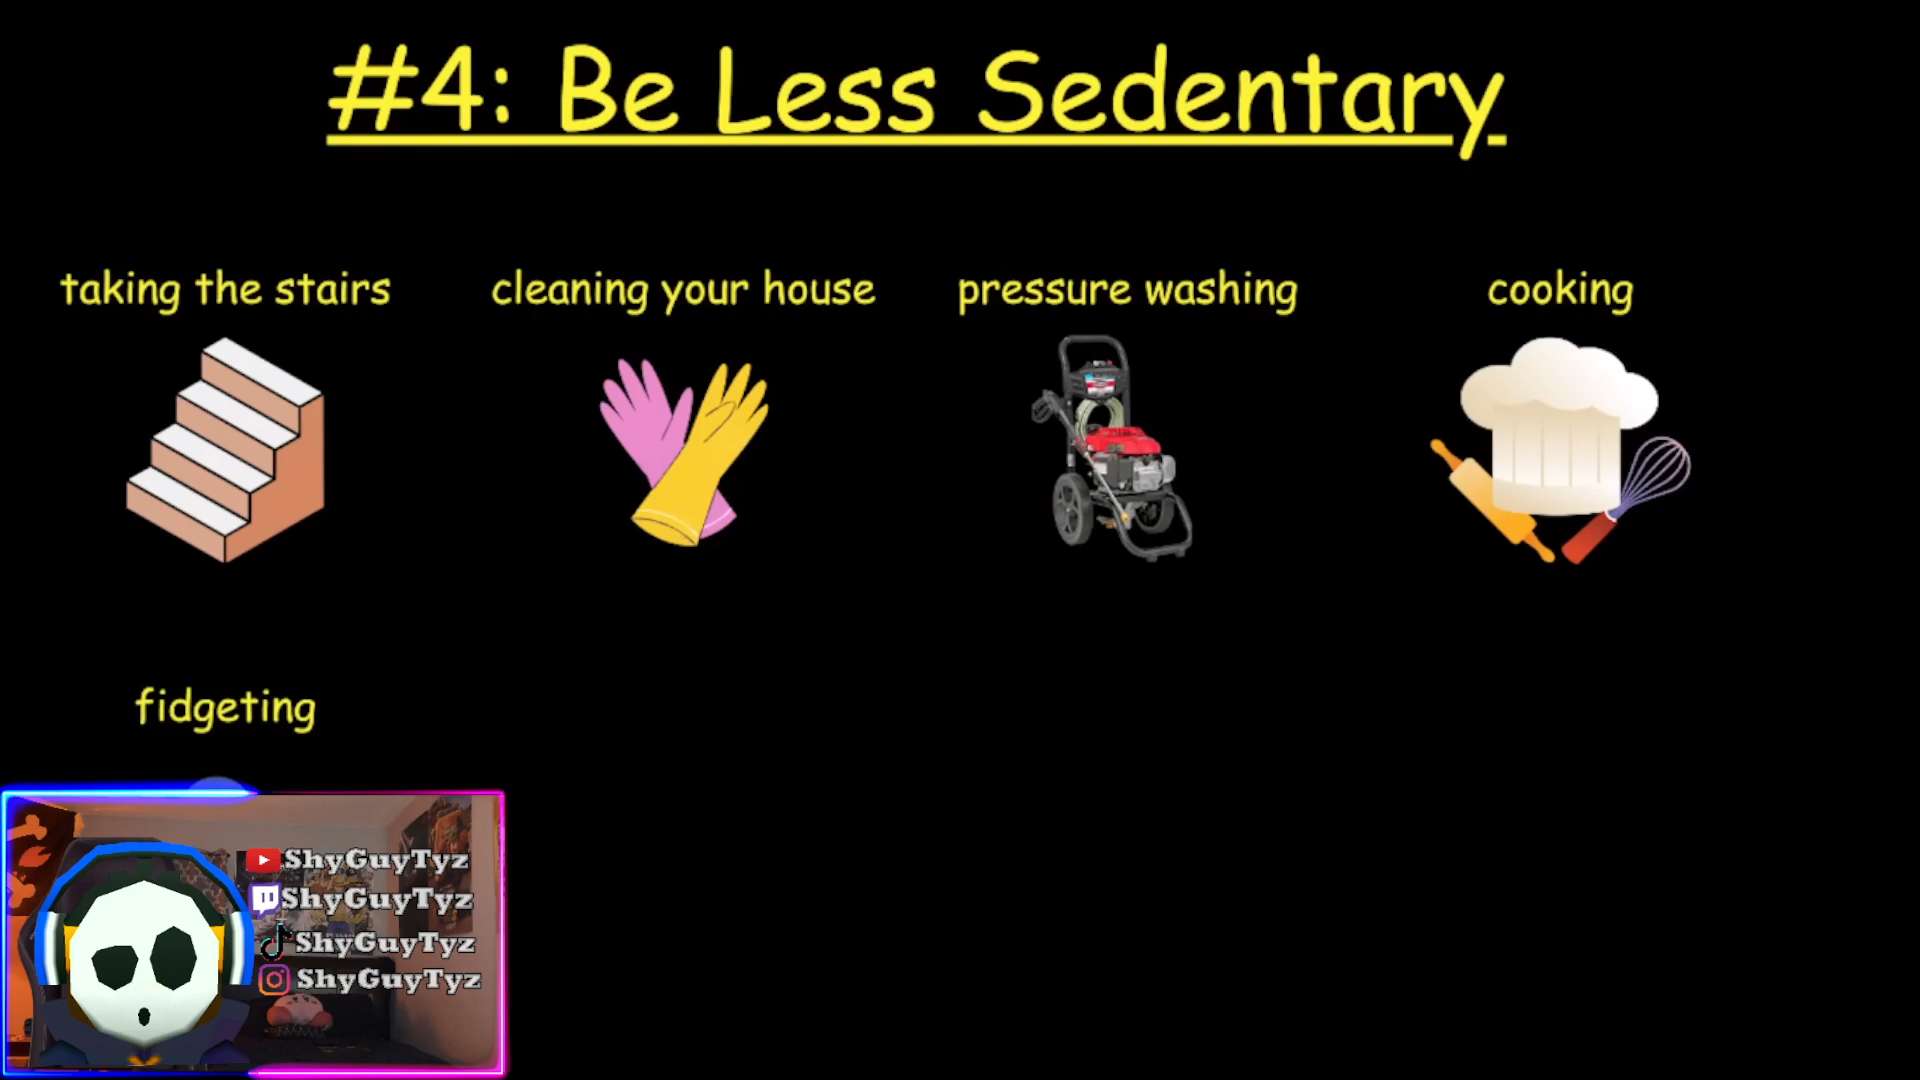 #4: Be Less Sedentary
taking the stairs
cleaning your house
pressure washing
cooking
fidgeting
ShyGuyTyz
ShyGuyTyz
ShyGuyTyz
ShyGuyTyz